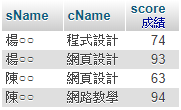 sName cName score
成績
楊○○ 程式設計 74
楊○○ 網頁設計 93
陳○○ 網頁設計 63
陳○○ 網路教學 94